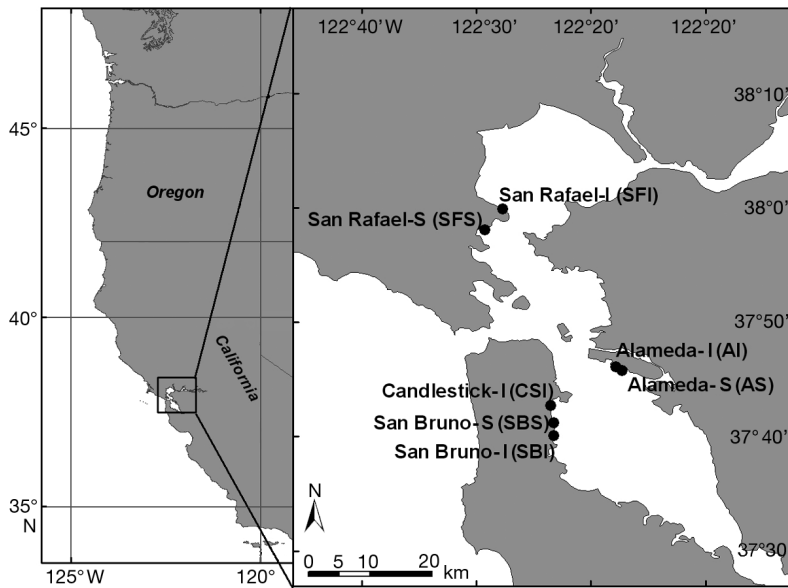 122°40'W 122°30' 122°20' 122°20'
38°10'
45°
Oregon
San Rafael-I (SFI)
38°0'
San Rafael-S (SFS)
40°
37°50'
California
Alameda-I (AI)
Alameda-S (AS)
Candlestick-I (CSI)
San Bruno-S (SBS)
37°40'
San Bruno-I (SBI)
35°
N
N
37°30'
0 5 10 20
km
125°W 120°